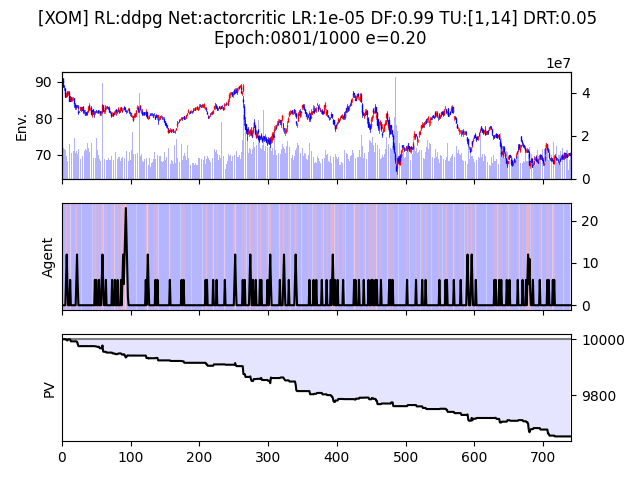 [XOM] RL:ddpg Net:actorcritic LR:1e-05 DF:0.99 TU:[1,14] DRT:0.05
Epoch:0801/1000 e=0.20
1e7
Env.
90
80
70
4
2
0
Agent
20
10
0
PV
10000
9800
0 100 200 300 400 500 600 700